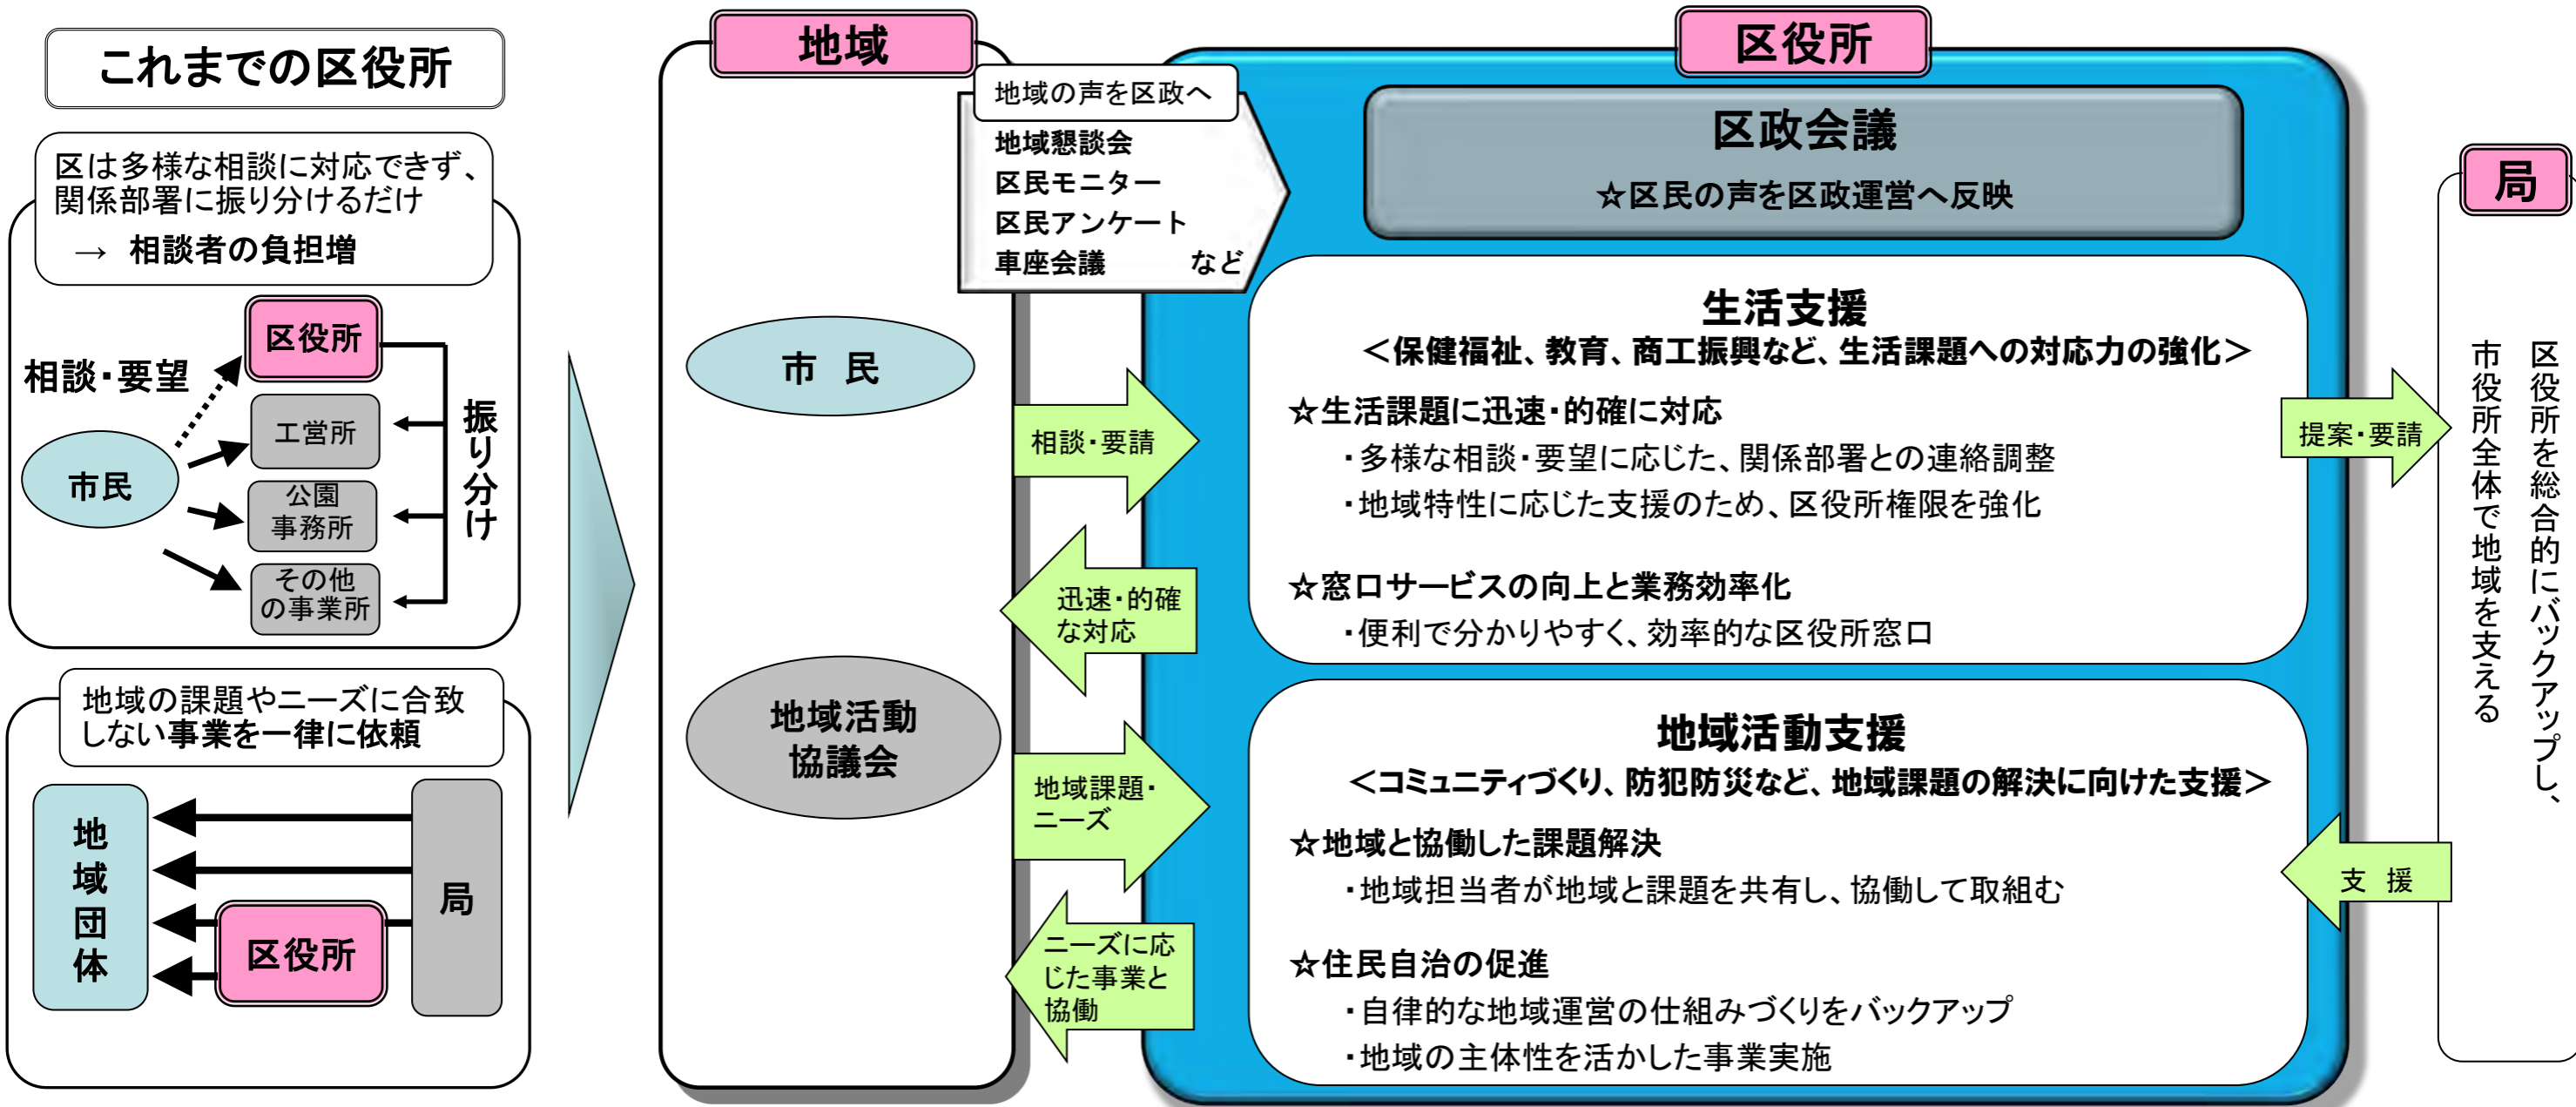 これまでの区役所
区は多様な相談に対応できず、
関係部署に振り分けるだけ
→ 相談者の負担増
相談・要望
区役所
工営所
市民
公園
事務所
その他
の事業所
振り分け
地域の課題やニーズに合致
しない事業を一律に依頼
地域団体
区役所
局
地域
地域の声を区政へ
地域懇談会
区民モニター
区民アンケート
車座会議 など
市 民
地域活動
協議会
相談・要請
迅速・的確
な対応
地域課題・
ニーズ
ニーズに応
じた事業と
協働
区役所
区政会議
☆区民の声を区政運営へ反映
生活支援
＜保健福祉、教育、商工振興など、生活課題への対応力の強化＞
☆生活課題に迅速・的確に対応
・多様な相談・要望に応じた、関係部署との連絡調整
・地域特性に応じた支援のため、区役所権限を強化
☆窓口サービスの向上と業務効率化
・便利で分かりやすく、効率的な区役所窓口
地域活動支援
＜コミュニティづくり、防犯防災など、地域課題の解決に向けた支援＞
☆地域と協働した課題解決
・地域担当者が地域と課題を共有し、協働して取組む
☆住民自治の促進
・自律的な地域運営の仕組みづくりをバックアップ
・地域の主体性を活かした事業実施
提案・要請
支 援
局
区役所を総合的にバックアップし、
市役所全体で地域を支える